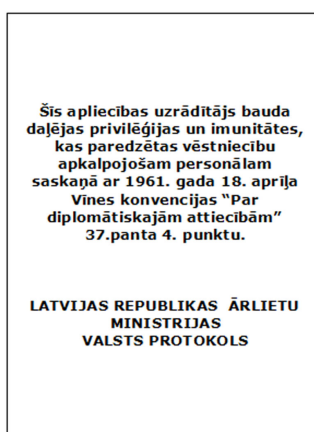 Šīs apliecības uzrādītājs bauda
daļējas privilēģijas un imunitātes,
kas paredzētas vēstniecību
apkalpojošam personālam
saskaņā ar 1961. gada 18. aprīļa
Vīnes konvencijas “Par
diplomātiskajām attiecībām”
37.panta 4. punktu.
LATVIJAS REPUBLIKAS ĀRLIETU
MINISTRIJAS
VALSTS PROTOKOLS